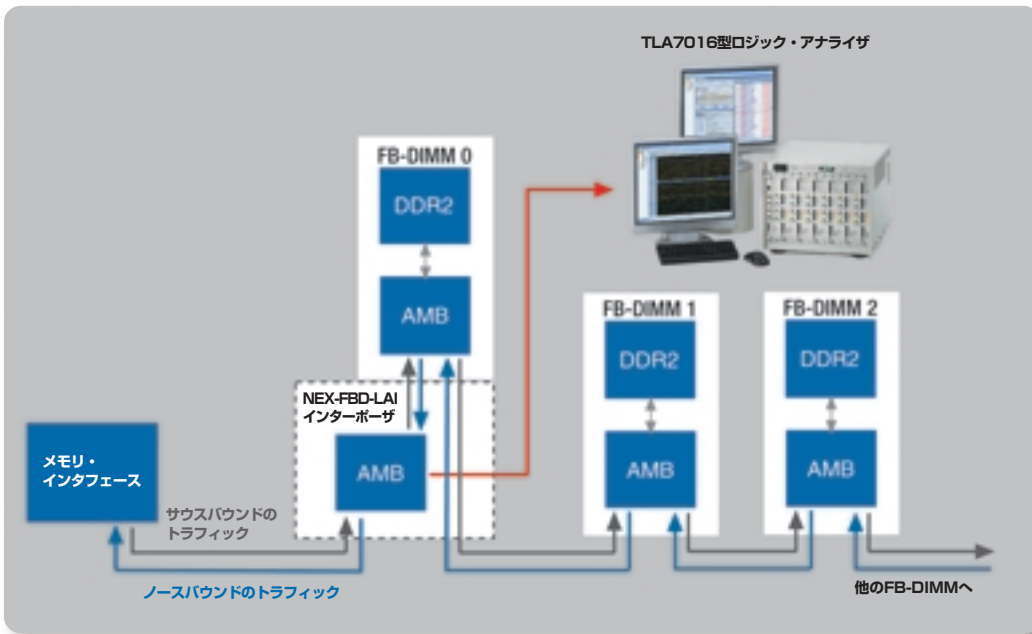 TLA7016型ロジック・アナライザ
FB-DIMM 0
DDR2
AMB
FB-DIMM 1
DDR2
AMB
FB-DIMM 2
DDR2
AMB
NEX-FBD-LAI
インターポーザ
AMB
メモリ・
インタフェース
サウスバウンドの
トラフィック
ノースバウンドのトラフィック
他のFB-DIMMへ